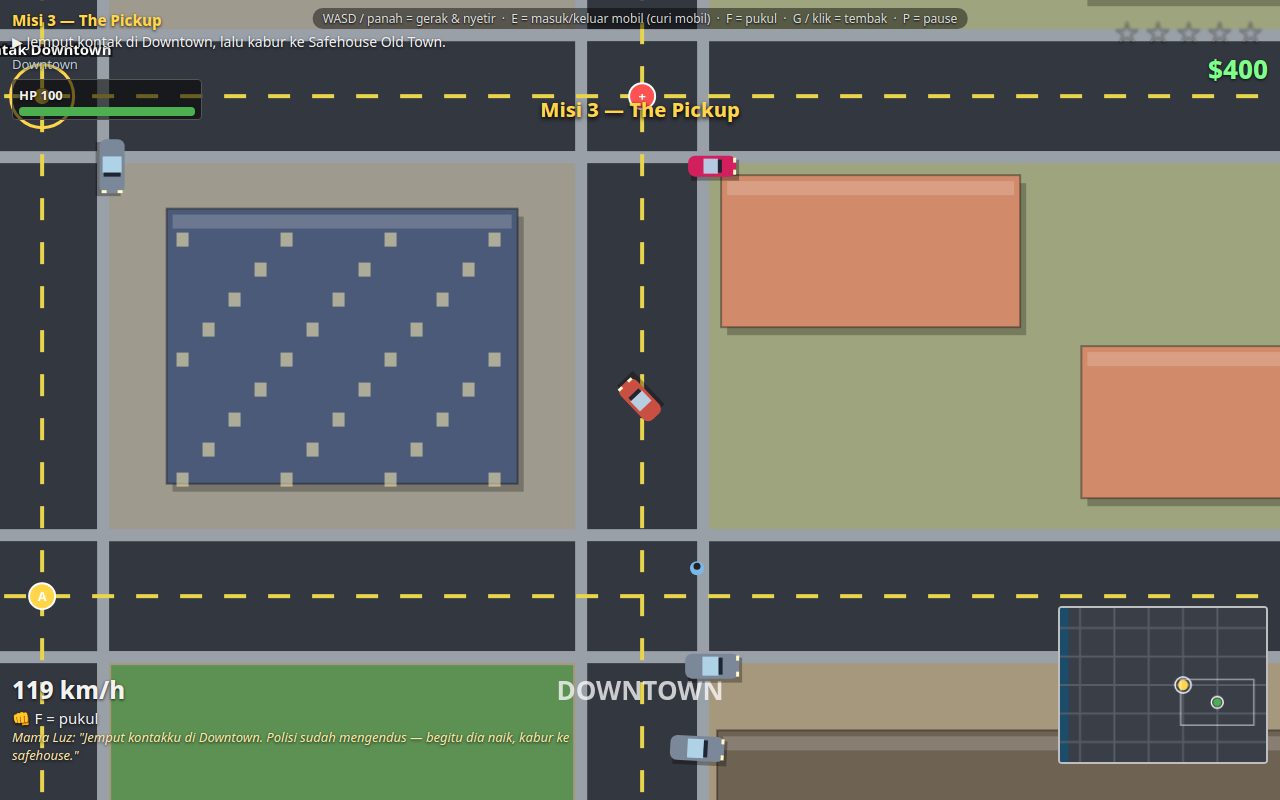 Misi 3 — The Pickup
WASD / panah = gerak & nyetir · E = masuk/keluar mobil (curi mobil) · F = pukul · G / klik = tembak · P = pause
▶ Jemput kontak di Downtown, lalu kabur ke Safehouse Old Town.
tak Downtown
Downtown
$400
HP 100
+
Misi 3 — The Pickup
A
119 km/h
DOWNTOWN
👊 F = pukul
Mama Luz: "Jemput kontakku di Downtown. Polisi sudah mengendus — begitu dia naik, kabur ke
safehouse."